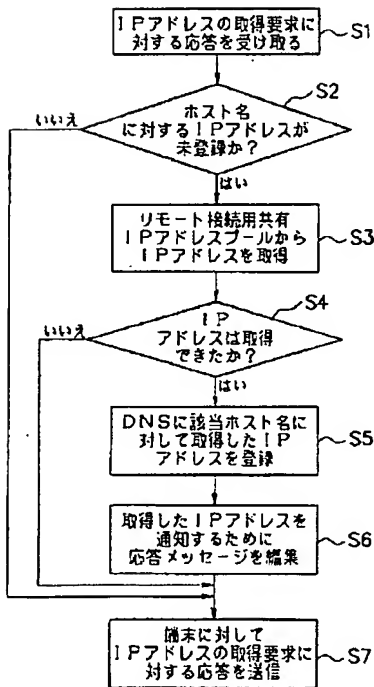 IPアドレスの取得要求に
対する応答を受け取る
S1
S2
ホスト名
に対するIPアドレスが
未登録か?
いいえ
はい
リモート接続用共有
IPアドレスプールから
IPアドレスを取得
S3
S4
IP
アドレスは取得
できたか?
いいえ
はい
DNSに該当ホスト名に
対して取得したIP
アドレスを登録
S5
取得したIPアドレスを
通知するために
応答メッセージを編集
S6
端末に対して
IPアドレスの取得要求に
対する応答を送信
S7